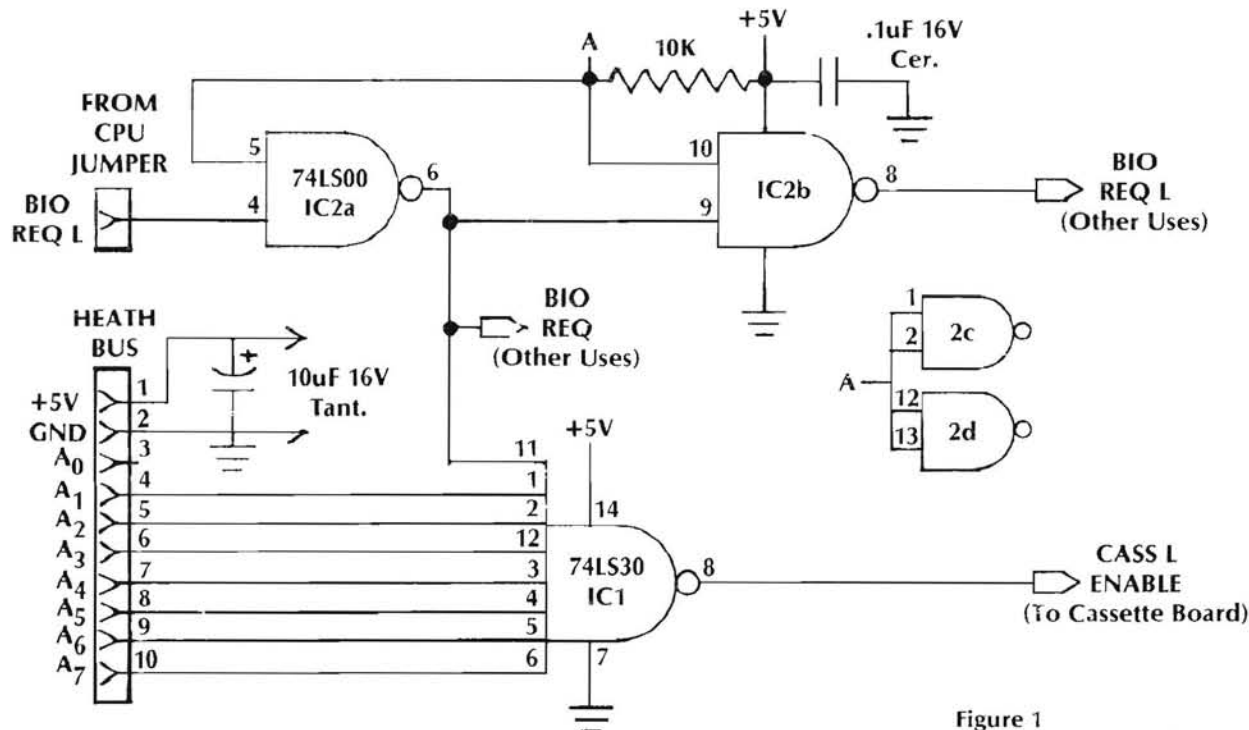 +5V
.1uF 16V
Cer.
A
10K
FROM
CPU
JUMPER
BIO
REQ L
5
4
74LS00
IC2a
6
10
9
IC2b
8
BIO
REQ L
(Other Uses)
BIO
REQ
(Other Uses)
HEATH
BUS
+5V
GND
A0
A1
A2
A3
A4
A5
A6
A7
1
2
3
4
5
6
7
8
9
10
+
10uF 16V
Tant.
A
1
2
2c
12
13
2d
+5V
14
11
1
2
12
3
4
5
6
74LS30
IC1
7
8
CASS L
ENABLE
(To Cassette Board)
Figure 1